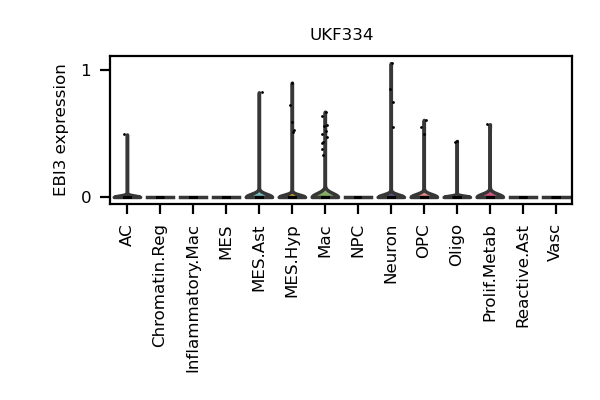 UKF334
EBI3 expression
1
0
AC
Chromatin.Reg
Inflammatory.Mac
MES
MES.Ast
MES.Hyp
Mac
NPC
Neuron
OPC
Oligo
Prolif.Metab
Reactive.Ast
Vasc